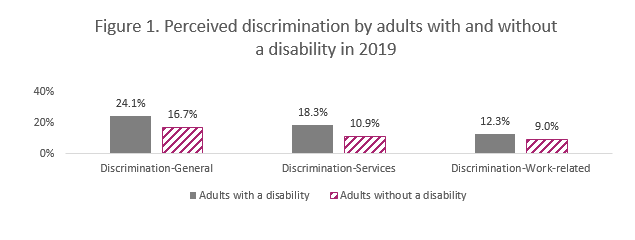 Figure 1. Perceived discrimination by adults with and without
a disability in 2019
40%
20%
0%
24.1%
16.7%
18.3%
10.9%
12.3%
9.0%
Discrimination-General
Discrimination-Services
Discrimination-Work-related
Adults with a disability
Adults without a disability